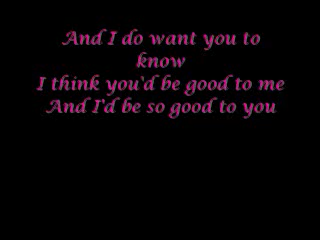 And I do want you to
know
I think you'd be good to me
And I'd be so good to you